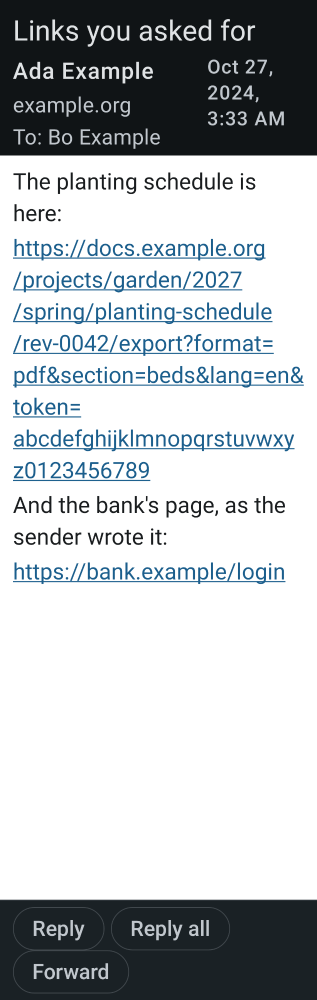 Links you asked for
Ada Example
Oct 27,
2024,
3:33 AM
example.org
To: Bo Example
The planting schedule is
here:
https://docs.example.org
/projects/garden/2027
/spring/planting-schedule
/rev-0042/export?format=
pdf&section=beds&lang=en&
token=
abcdefghijklmnopqrstuvwxy
z0123456789
And the bank's page, as the
sender wrote it:
https://bank.example/login
Reply
Reply all
Forward